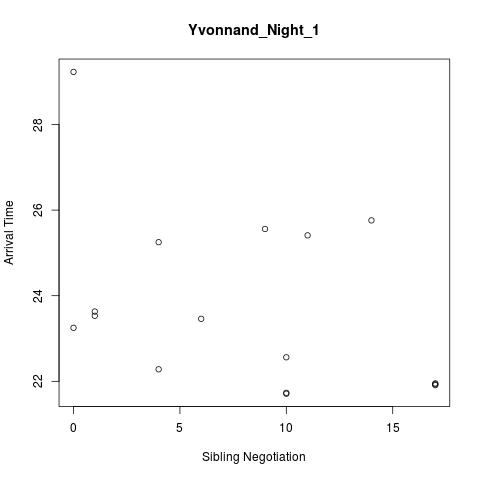 Yvonnand_Night_1
28
26
24
22
Arrival Time
0 5 10 15
Sibling Negotiation